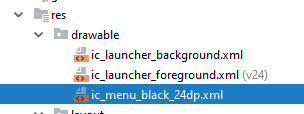 res
drawable
ic_launcher_background.xml
ic_launcher_foreground.xml (v24)
ic_menu_black_24dp.xml